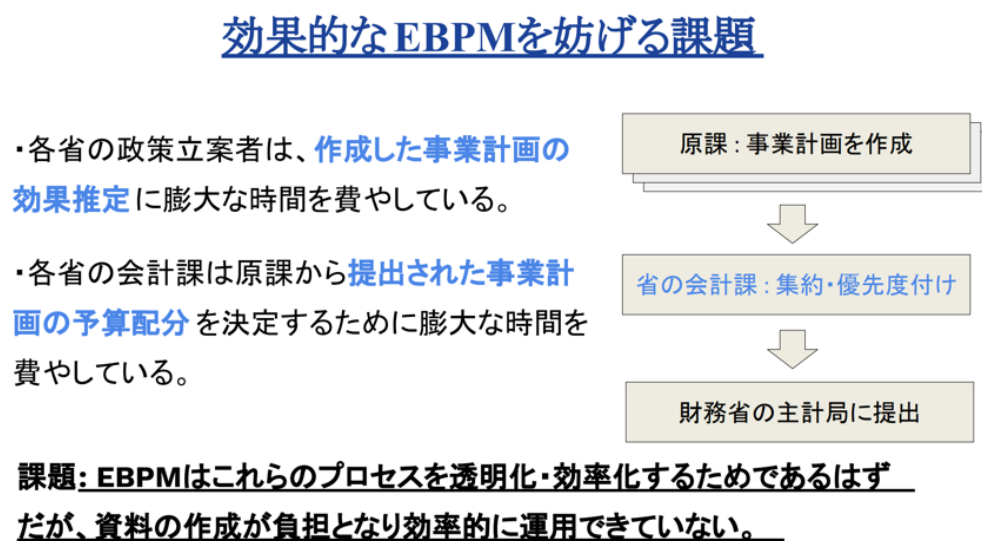 効果的なEBPMを妨げる課題
・各省の政策立案者は、作成した事業計画の
効果推定に膨大な時間を費やしている。
・各省の会計課は原課から提出された事業計
画の予算配分を決定するために膨大な時間を
費やしている。
原課:事業計画を作成
省の会計課:集約・優先度付け
財務省の主計局に提出
課題: EBPMはこれらのプロセスを透明化・効率化するためであるはず
だが、資料の作成が負担となり効率的に運用できていない。